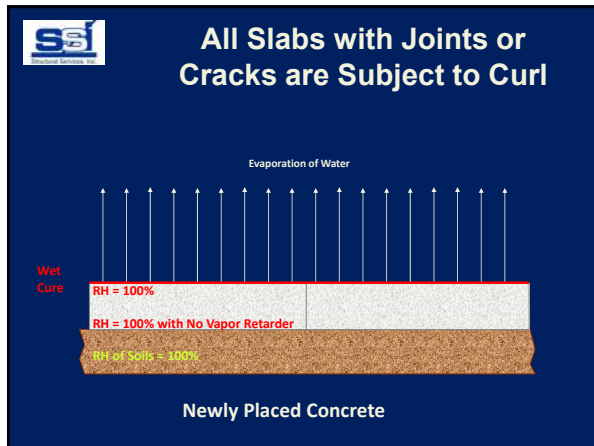 SSI
Structural Services, Inc.
All Slabs with Joints or
Cracks are Subject to Curl
Evaporation of Water
Wet
Cure
RH = 100%
RH = 100% with No Vapor Retarder
RH of Soils = 100%
Newly Placed Concrete